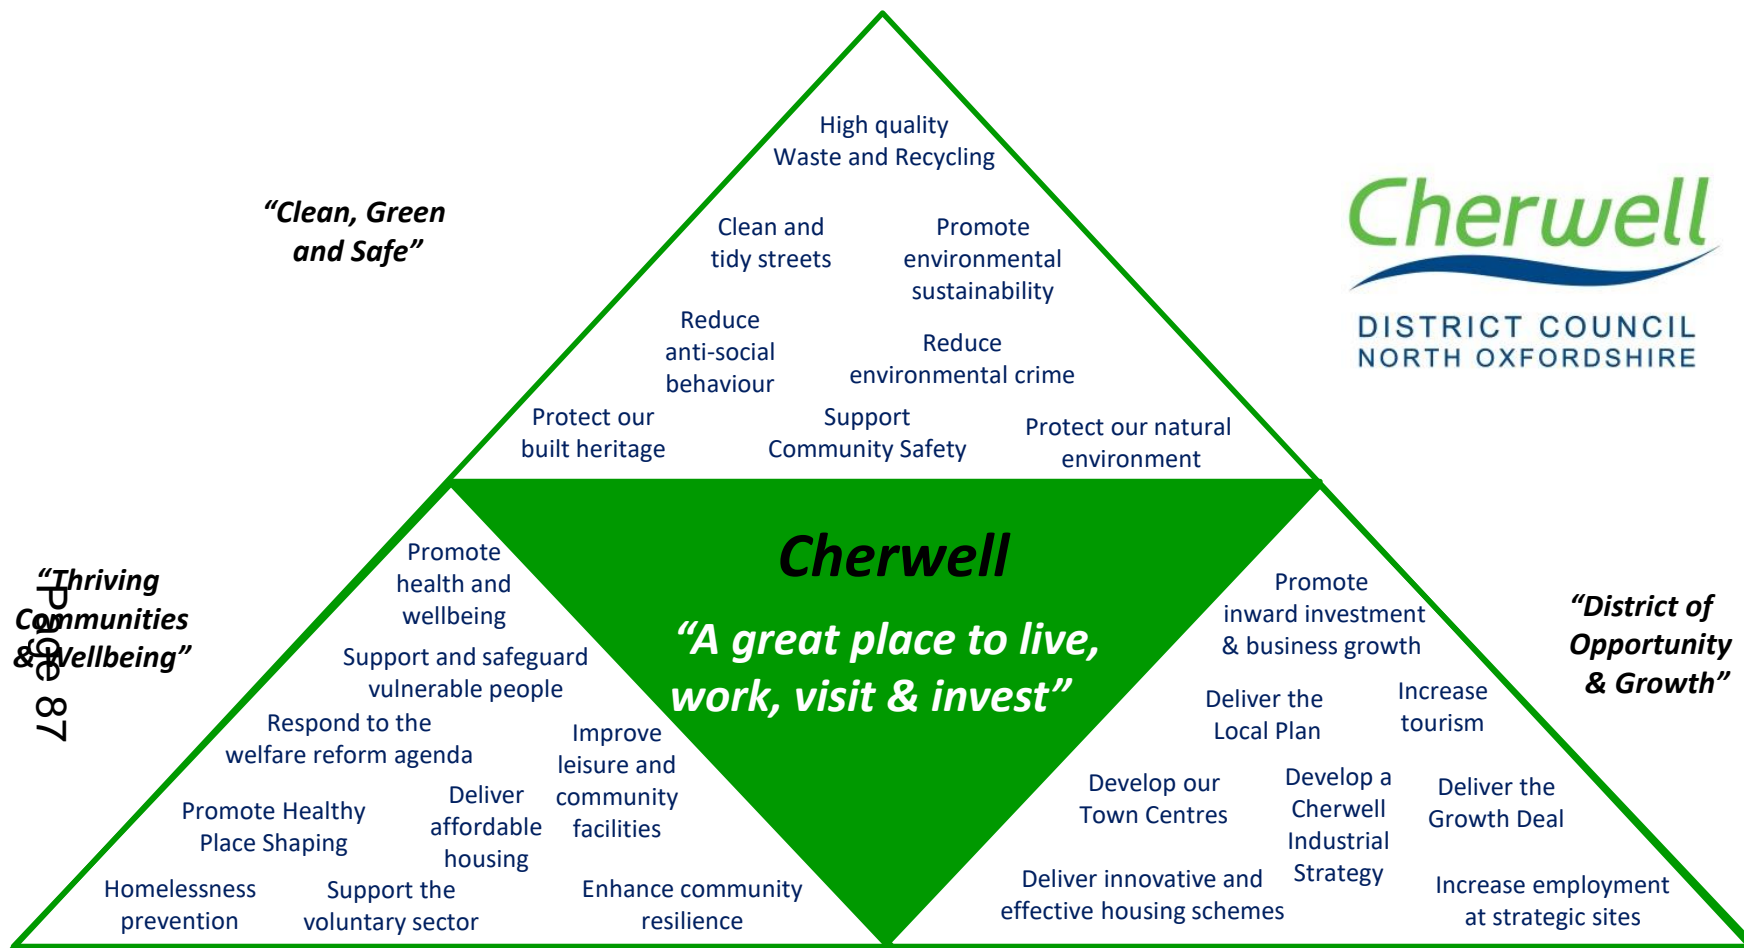 High quality
Waste and Recycling
“Clean, Green
and Safe”
Clean and
tidy streets
Promote
environmental
sustainability
Reduce
anti-social
behaviour
Reduce
environmental crime
Protect our
built heritage
Support
Community Safety
Protect our natural
environment
Cherwell
DISTRICT COUNCIL
NORTH OXFORDSHIRE
Cherwell
“A great place to live,
work, visit & invest”
“Thriving
Communities
& Wellbeing”
Page 87
Promote
health and
wellbeing
Support and safeguard
vulnerable people
Respond to the
welfare reform agenda
Improve
leisure and
community
facilities
Promote Healthy
Place Shaping
Deliver
affordable
housing
Homelessness
prevention
Support the
voluntary sector
Enhance community
resilience
“District of
Opportunity
& Growth”
Promote
inward investment
& business growth
Deliver the
Local Plan
Increase
tourism
Develop our
Town Centres
Develop a
Cherwell
Industrial
Strategy
Deliver the
Growth Deal
Deliver innovative and
effective housing schemes
Increase employment
at strategic sites